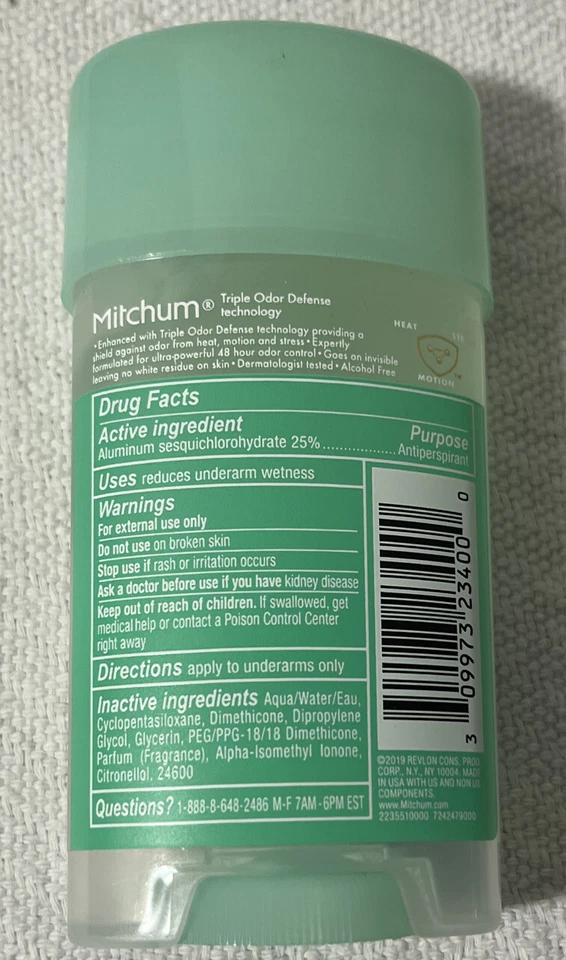 Mitchum® Triple Odor Defense
technology
•Enhanced with Triple Odor Defense technology providing a
shield against odor from heat, motion and stress • Expertly
formulated for ultra-powerful 48 hour odor control • Goes on invisible
leaving no white residue on skin • Dermatologist tested • Alcohol Free
HEAT
MOTION
Drug Facts
Active ingredient Purpose
Aluminum sesquichlorohydrate 25%..................Antiperspirant
Uses reduces underarm wetness
Warnings
For external use only
Do not use on broken skin
Stop use if rash or irritation occurs
Ask a doctor before use if you have kidney disease
Keep out of reach of children. If swallowed, get
medical help or contact a Poison Control Center
right away
Directions apply to underarms only
Inactive ingredients Aqua/Water/Eau,
Cyclopentasiloxane, Dimethicone, Dipropylene
Glycol, Glycerin, PEG/PPG-18/18 Dimethicone,
Parfum (Fragrance), Alpha-Isomethyl Ionone,
Citronellol, 24600
Questions? 1-888-8-648-2486 M-F 7AM-6PM EST
3 09973 23400 0
©2019 REVLON CONS. PROD
CORP., N.Y., NY 10004. MADE
IN USA WITH US AND NON US
COMPONENTS.
www.Mitchum.com
2235510000 7242479000